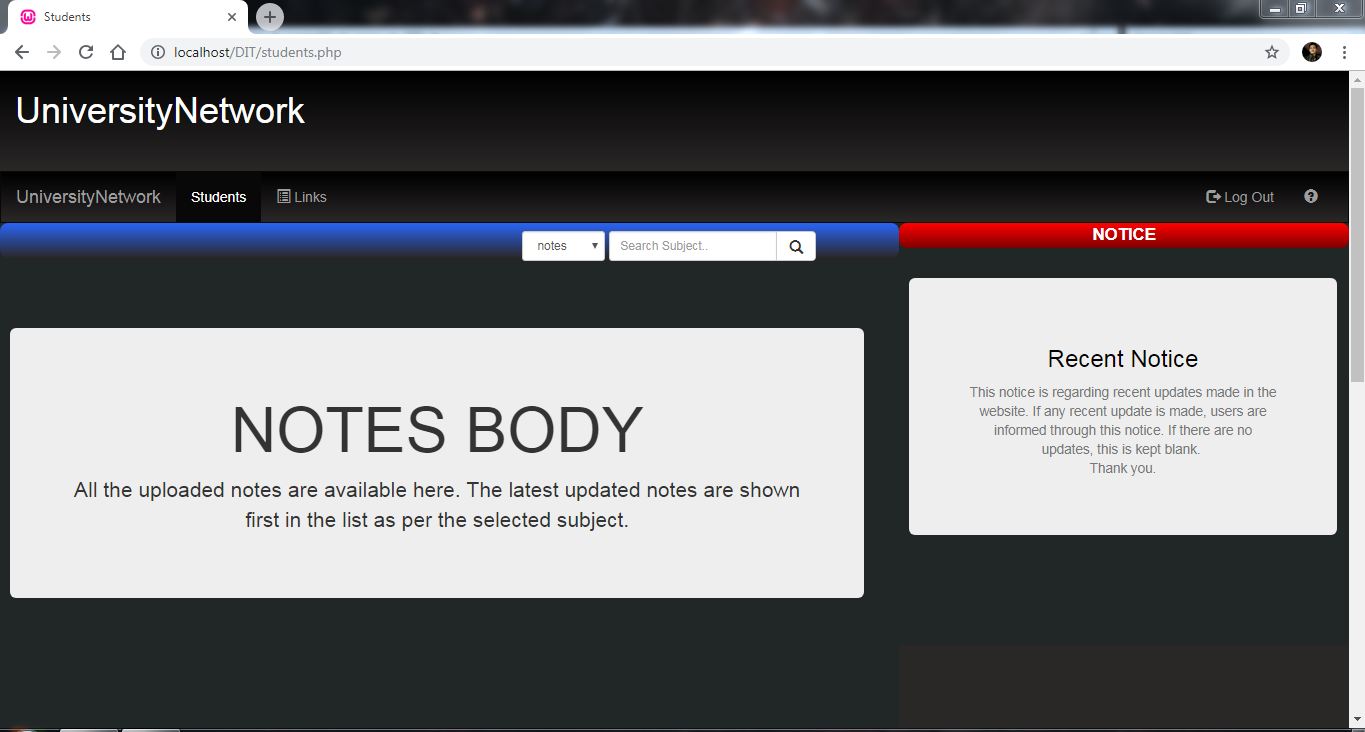 Students
localhost/DIT/students.php
UniversityNetwork
UniversityNetwork
Students
Links
Log Out
notes
Search Subject..
NOTICE
NOTES BODY
All the uploaded notes are available here. The latest updated notes are shown
first in the list as per the selected subject.
Recent Notice
This notice is regarding recent updates made in the
website. If any recent update is made, users are
informed through this notice. If there are no
updates, this is kept blank.
Thank you.